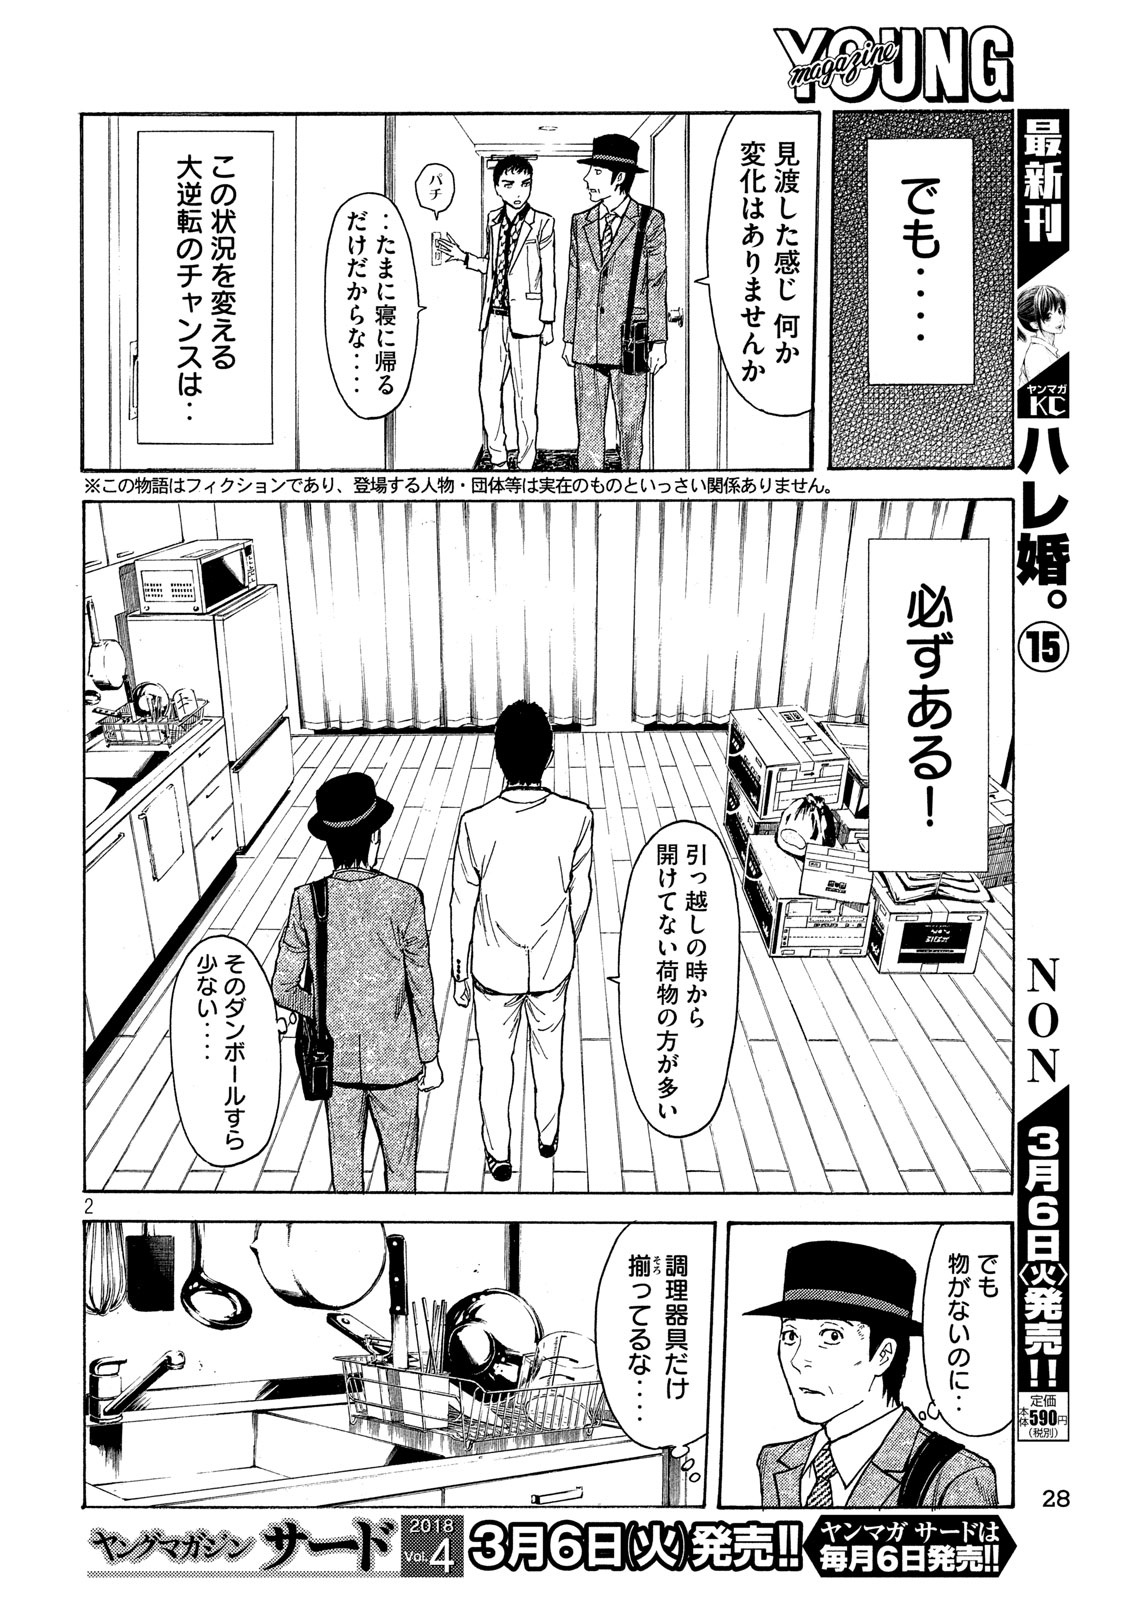 YOUNG
magazine
でも‥‥
見渡した感じ 何か
変化はありませんか
パチ
‥たまに寝に帰る
だけだからな‥‥
この状況を変える
大逆転のチャンスは‥
※この物語はフィクションであり、登場する人物・団体等は実在のものといっさい関係ありません。
必ずある！
引っ越しの時から
開けてない荷物の方が多い
そのダンボールすら
少ない‥‥
2
でも
物がないのに‥‥
調理器具だけ
揃ってるな‥‥
そろ
最新刊
ヤンマガ
KC
ハレ婚。
15
NON
3月6日〈火〉発売!!
定価
本体590円
（税別）
28
ヤングマガジン サード
2018
Vol.4
3月6日(火)発売!!
ヤンマガ サードは
毎月6日発売!!